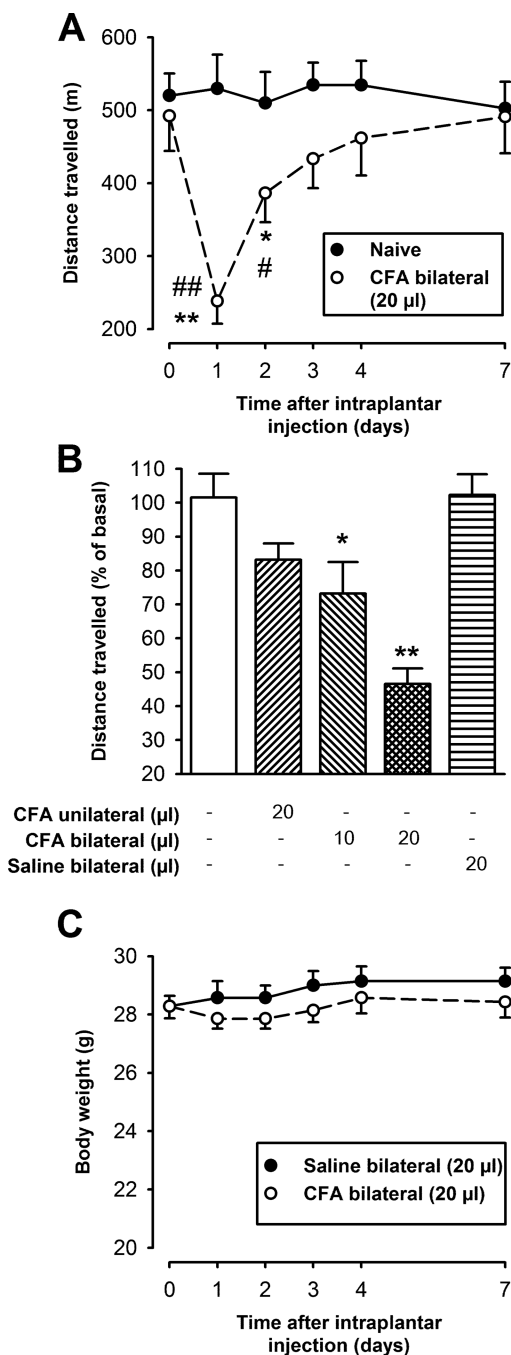 A
600
500
400
300
200
Distance travelled (m)
##
**
*
#
Naive
CFA bilateral
(20 µl)
0 1 2 3 4 7
Time after intraplantar
injection (days)
B
110
100
90
80
70
60
50
40
30
20
Distance travelled (% of basal)
*
**
CFA unilateral (µl) - 20 - - -
CFA bilateral (µl) - - 10 20 -
Saline bilateral (µl) - - - - 20
C
30
28
26
24
22
20
Body weight (g)
Saline bilateral (20 µl)
CFA bilateral (20 µl)
0 1 2 3 4 7
Time after intraplantar
injection (days)